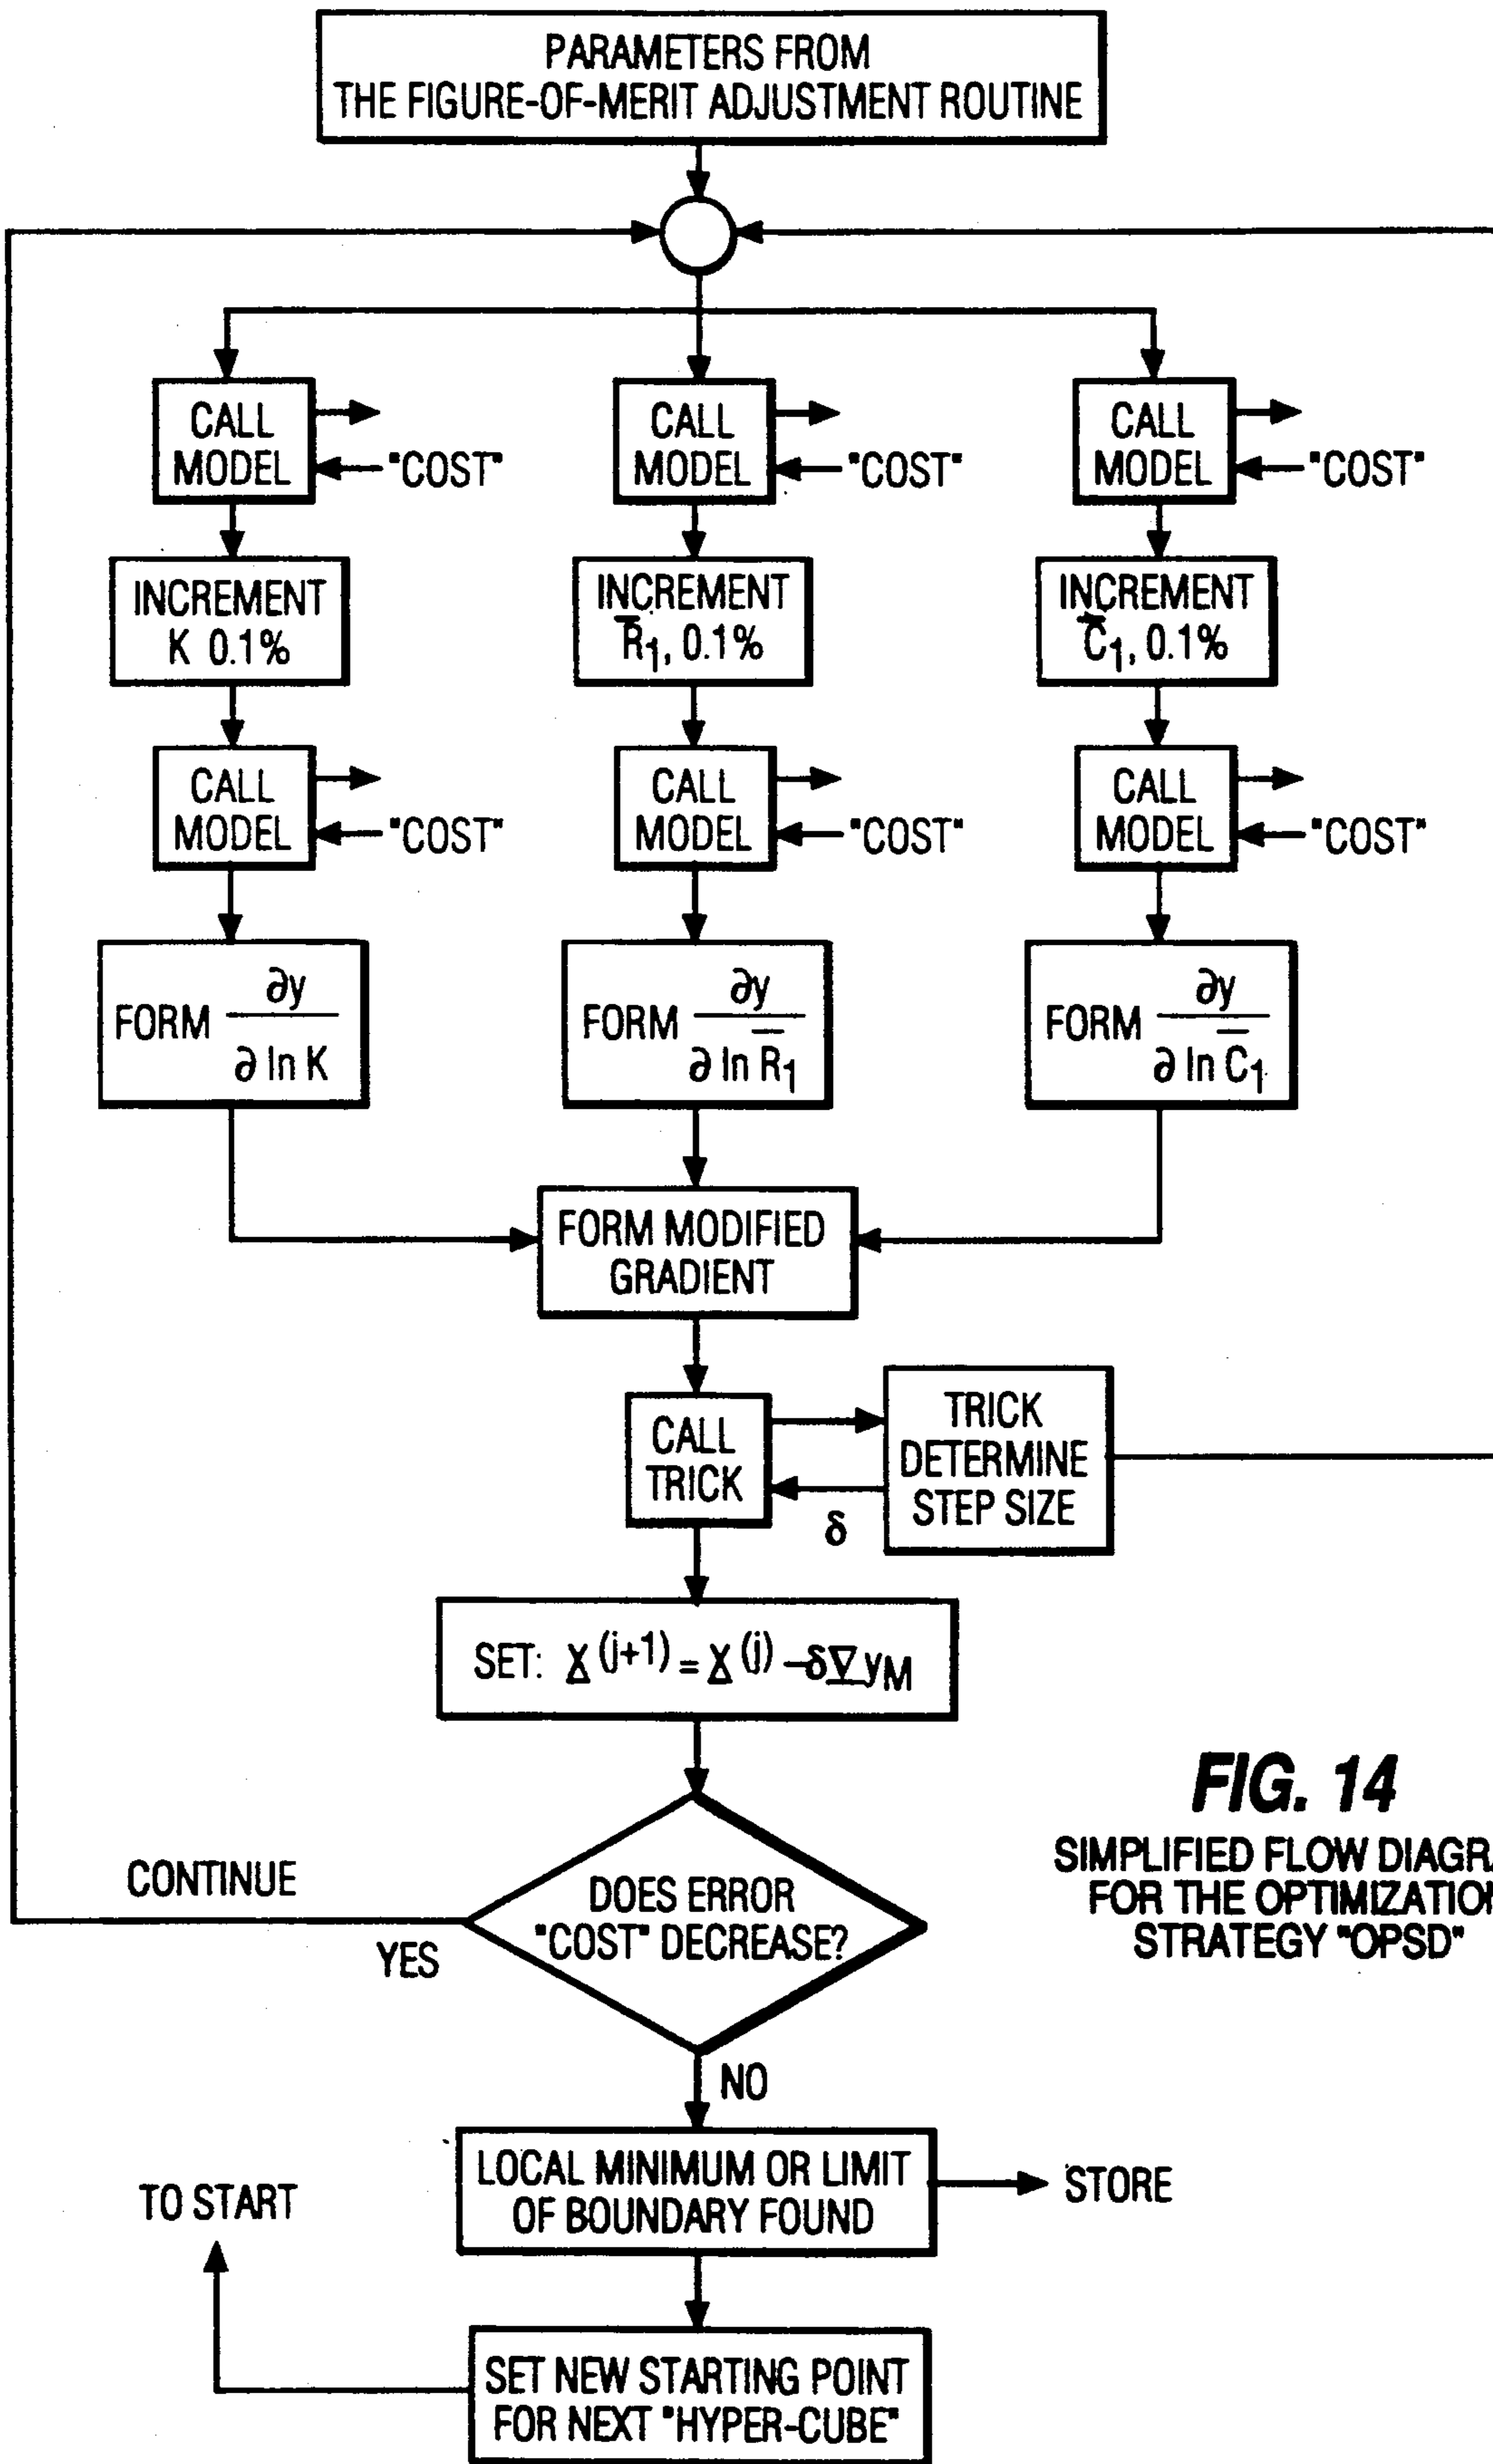 PARAMETERS FROM
THE FIGURE-OF-MERIT ADJUSTMENT ROUTINE
CALL
MODEL
"COST"
CALL
MODEL
"COST"
CALL
MODEL
"COST"
INCREMENT
K 0.1%
INCREMENT
R̅₁, 0.1%
INCREMENT
C̅₁, 0.1%
CALL
MODEL
"COST"
CALL
MODEL
"COST"
CALL
MODEL
"COST"
FORM ∂y / ∂ ln K
FORM ∂y / ∂ ln R̅₁
FORM ∂y / ∂ ln C̅₁
FORM MODIFIED
GRADIENT
CALL
TRICK
δ
TRICK
DETERMINE
STEP SIZE
SET: X̲ (j+1) = X̲ (j) –δ∇̲ yM
CONTINUE
YES
DOES ERROR
"COST" DECREASE?
FIG. 14
SIMPLIFIED FLOW DIAGRA
FOR THE OPTIMIZATION
STRATEGY "OPSD"
NO
LOCAL MINIMUM OR LIMIT
OF BOUNDARY FOUND
STORE
TO START
SET NEW STARTING POINT
FOR NEXT "HYPER-CUBE"